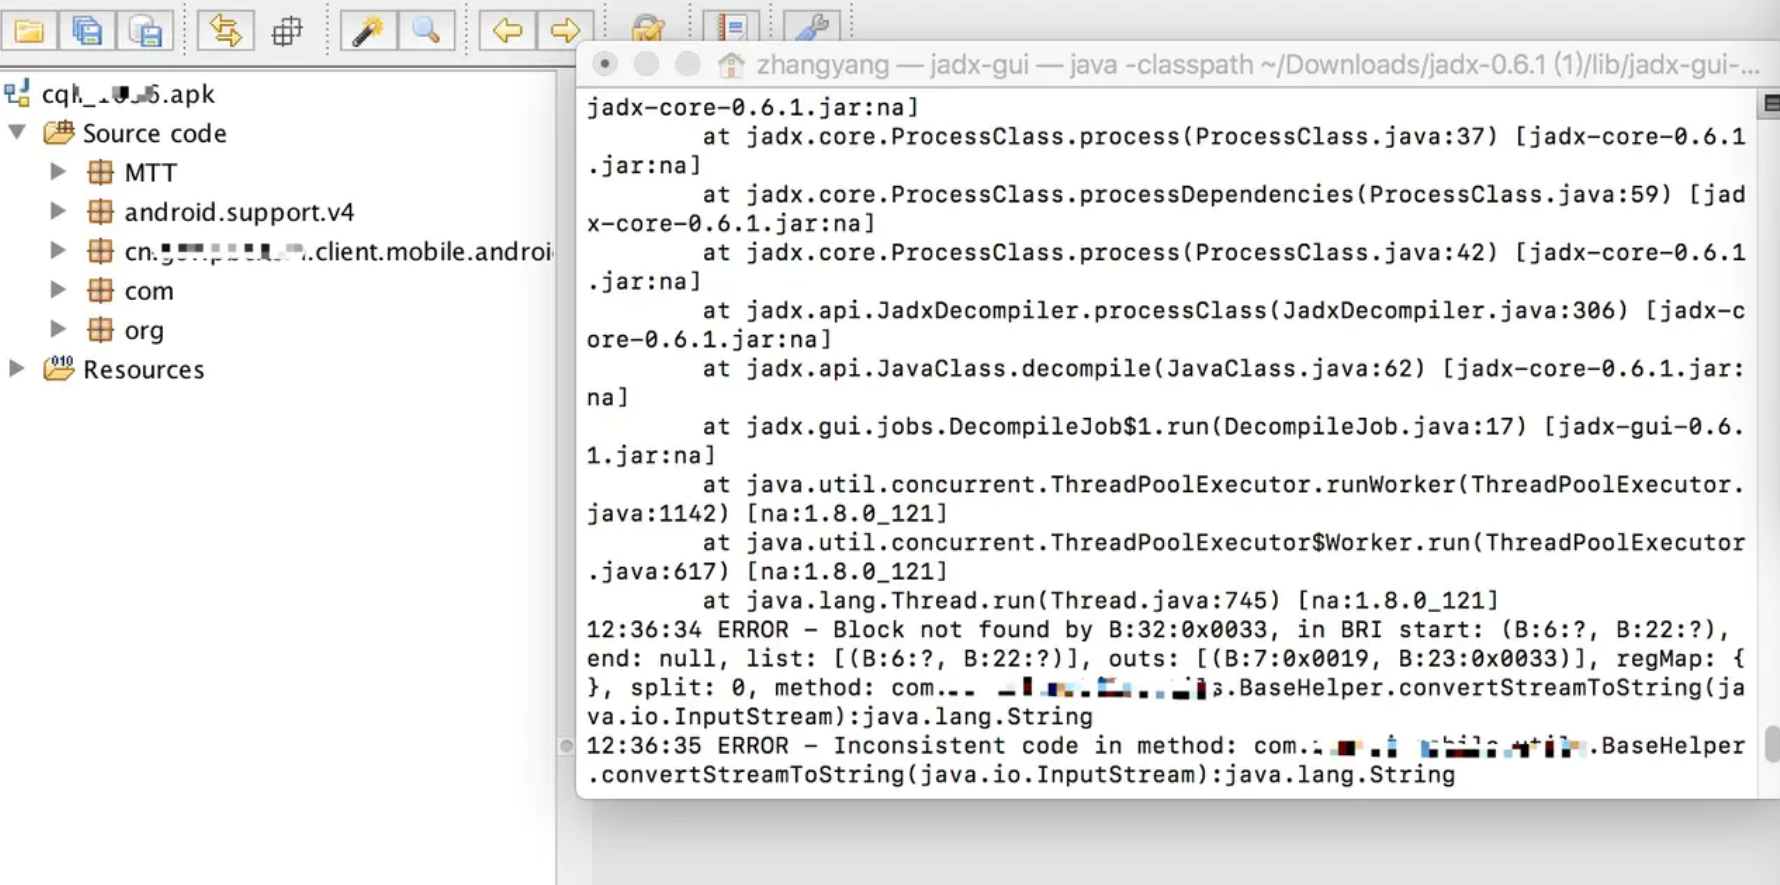 .apk
Source code
MTT
android.support.v4
.client.mobile.androi
com
org
Resources
zhangyang — jadx-gui — java -classpath ~/Downloads/jadx-0.6.1 (1)/lib/jadx-gui-...
jadx-core-0.6.1.jar:na]
at jadx.core.ProcessClass.process(ProcessClass.java:37) [jadx-core-0.6.1
.jar:na]
at jadx.core.ProcessClass.processDependencies(ProcessClass.java:59) [jad
x-core-0.6.1.jar:na]
at jadx.core.ProcessClass.process(ProcessClass.java:42) [jadx-core-0.6.1
.jar:na]
at jadx.api.JadxDecompiler.processClass(JadxDecompiler.java:306) [jadx-c
ore-0.6.1.jar:na]
at jadx.api.JavaClass.decompile(JavaClass.java:62) [jadx-core-0.6.1.jar:
na]
at jadx.gui.jobs.DecompileJob$1.run(DecompileJob.java:17) [jadx-gui-0.6.
1.jar:na]
at java.util.concurrent.ThreadPoolExecutor.runWorker(ThreadPoolExecutor.
java:1142) [na:1.8.0_121]
at java.util.concurrent.ThreadPoolExecutor$Worker.run(ThreadPoolExecutor
.java:617) [na:1.8.0_121]
at java.lang.Thread.run(Thread.java:745) [na:1.8.0_121]
12:36:34 ERROR - Block not found by B:32:0x0033, in BRI start: (B:6:?, B:22:?),
end: null, list: [(B:6:?, B:22:?)], outs: [(B:7:0x0019, B:23:0x0033)], regMap: {
}, split: 0, method: com. .BaseHelper.convertStreamToString(ja
va.io.InputStream):java.lang.String
12:36:35 ERROR - Inconsistent code in method: com. .BaseHelper
.convertStreamToString(java.io.InputStream):java.lang.String